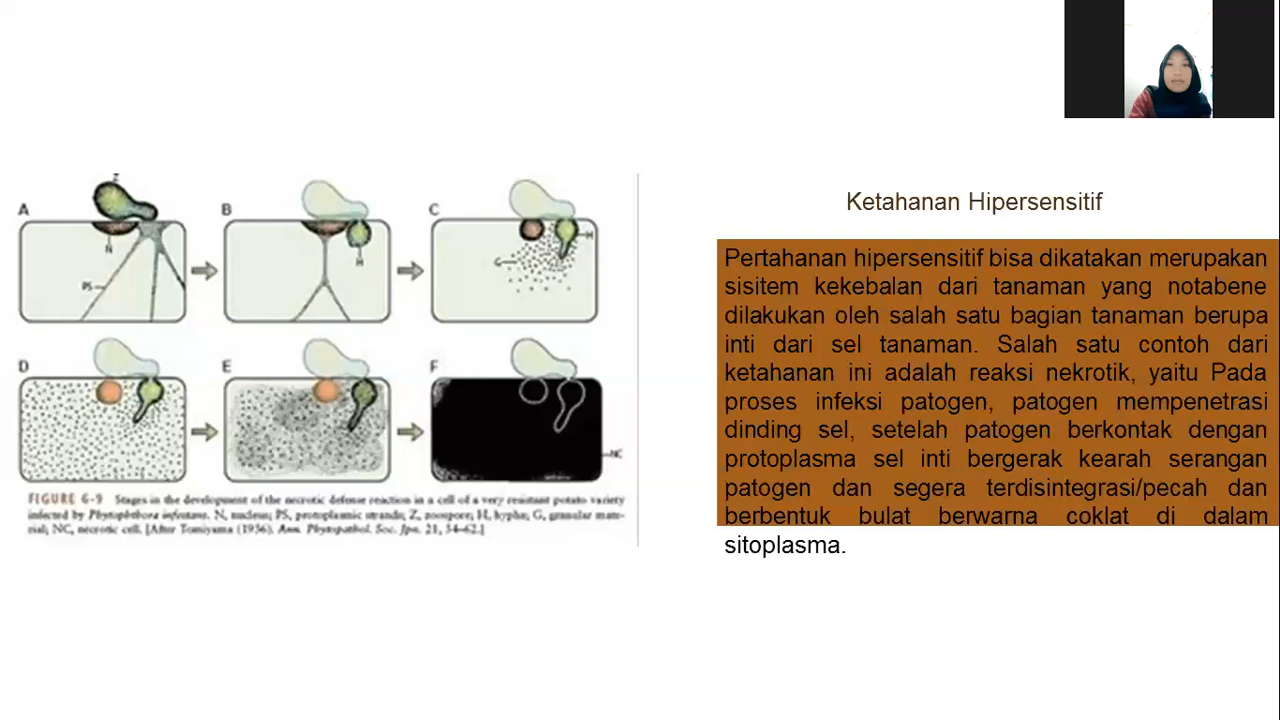 Z
A
B
C
N
PS
H
G
H
D
E
F
NC
FIGURE 6-9 Stages in the development of the necrotic defense reaction in a cell of a very resistant potato variety
infected by Phytophthora infestans. N, nucleus; PS, protoplasmic strands; Z, zoospore; H, hypha; G, granular mate-
rial; NC, necrotic cell. [After Tomiyama (1956). Ann. Phytopathol. Soc. Jpn. 21, 54–62.]
Ketahanan Hipersensitif
Pertahanan hipersensitif bisa dikatakan merupakan
sisitem kekebalan dari tanaman yang notabene
dilakukan oleh salah satu bagian tanaman berupa
inti dari sel tanaman. Salah satu contoh dari
ketahanan ini adalah reaksi nekrotik, yaitu Pada
proses infeksi patogen, patogen mempenetrasi
dinding sel, setelah patogen berkontak dengan
protoplasma sel inti bergerak kearah serangan
patogen dan segera terdisintegrasi/pecah dan
berbentuk bulat berwarna coklat di dalam
sitoplasma.